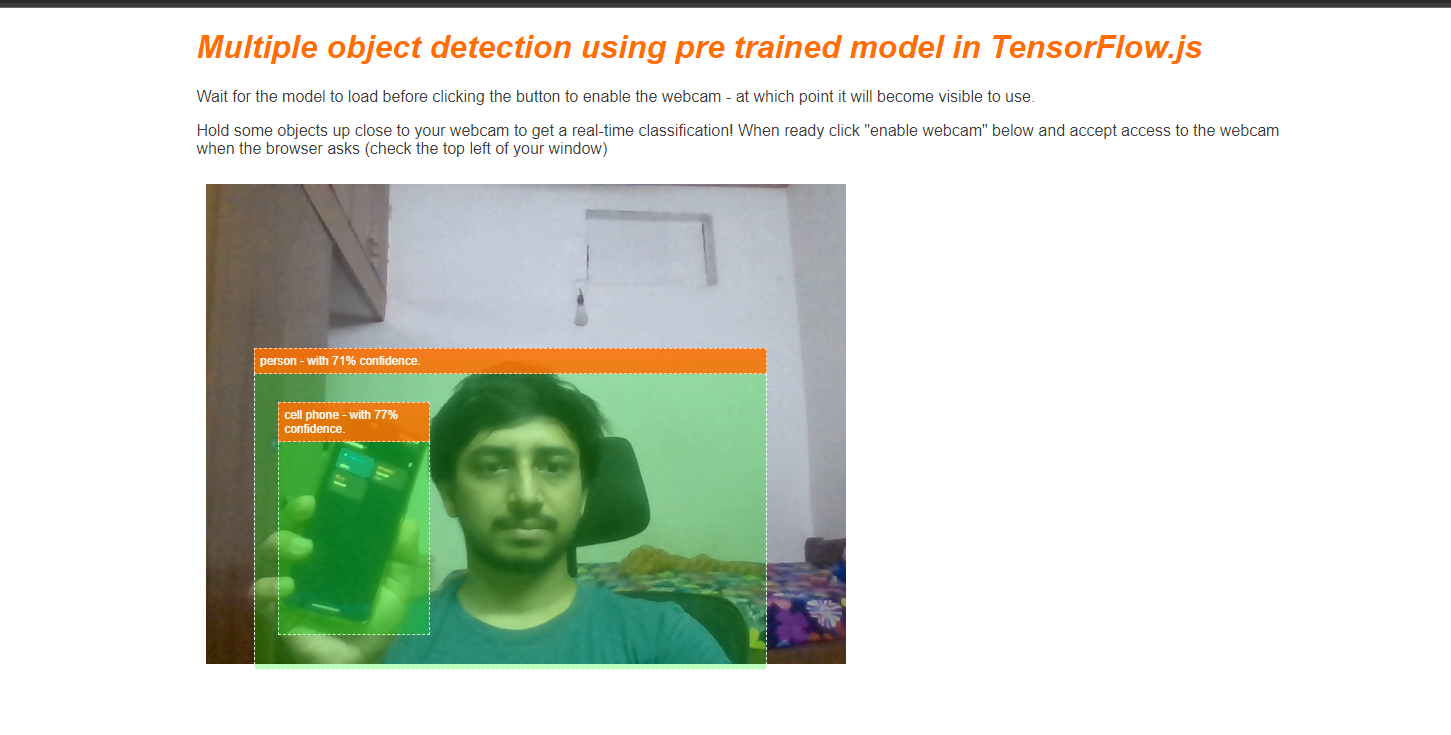 Multiple object detection using pre trained model in TensorFlow.js
Wait for the model to load before clicking the button to enable the webcam - at which point it will become visible to use.
Hold some objects up close to your webcam to get a real-time classification! When ready click "enable webcam" below and accept access to the webcam
when the browser asks (check the top left of your window)
person - with 71% confidence.
cell phone - with 77%
confidence.